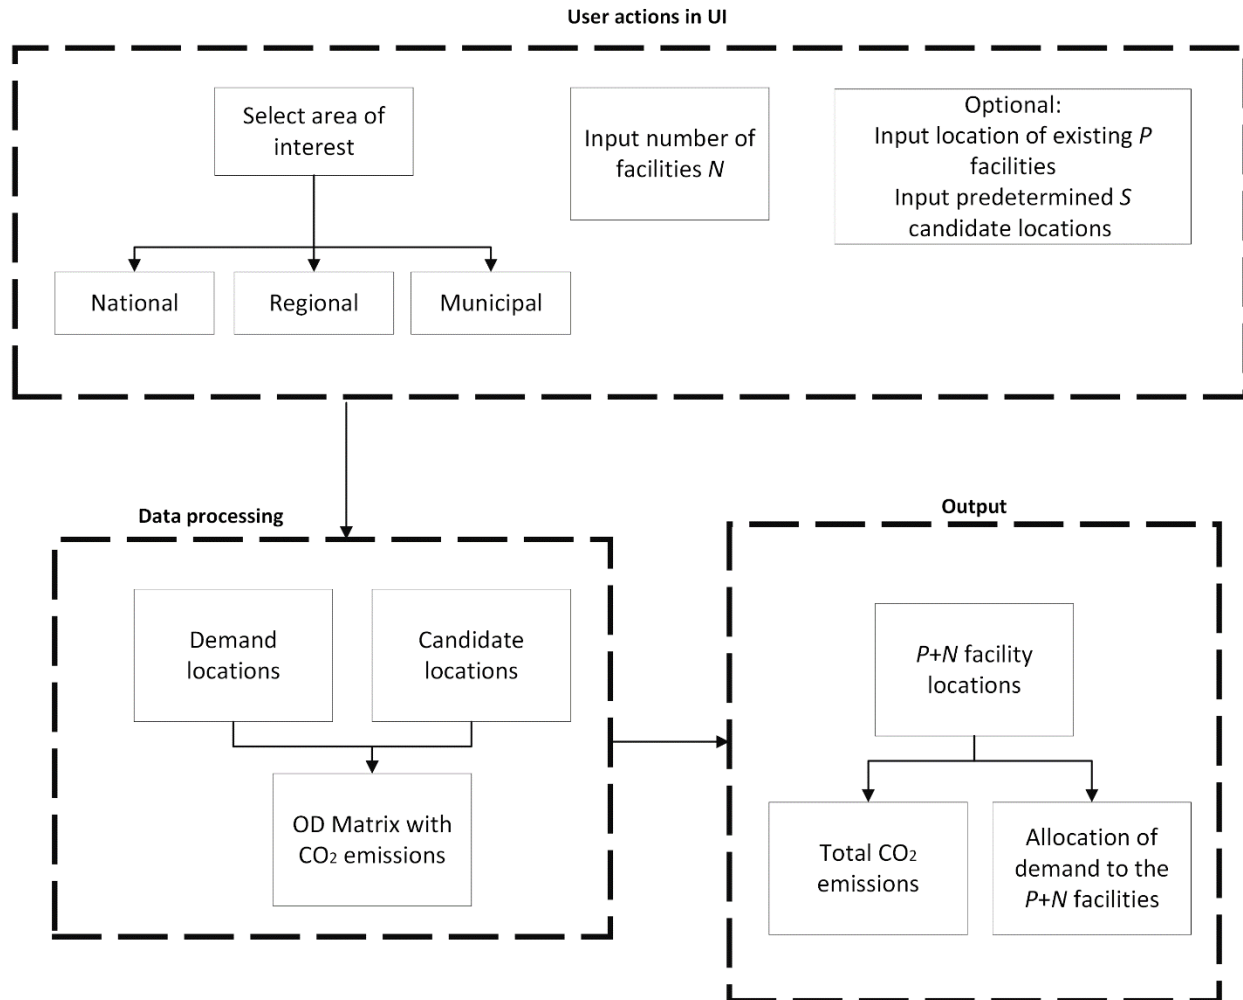 User actions in UI
Select area of
interest
Input number of
facilities N
Optional:
Input location of existing P
facilities
Input predetermined S
candidate locations
National
Regional
Municipal
Data processing
Demand
locations
Candidate
locations
OD Matrix with
CO2 emissions
Output
P+N facility
locations
Total CO2
emissions
Allocation of
demand to the
P+N facilities